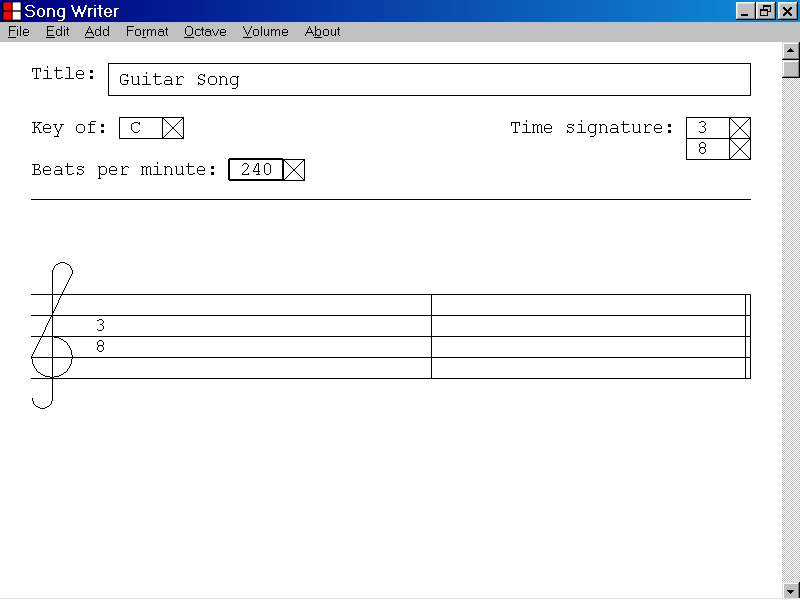 Song Writer
File Edit Add Format Octave Volume About
Title: Guitar Song
Key of: C Time signature: 3
8
Beats per minute: 240
3
8